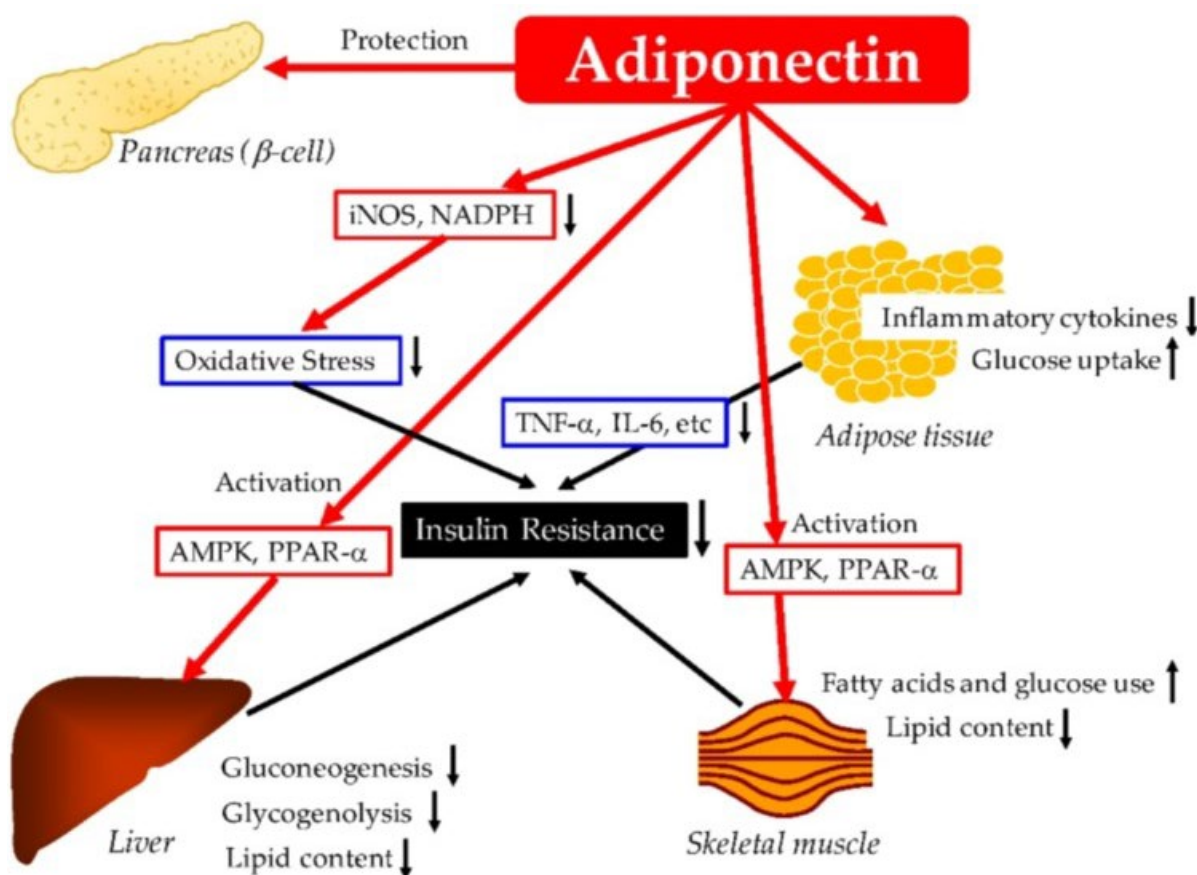 Protection
Adiponectin
Pancreas (β-cell)
iNOS, NADPH ↓
Inflammatory cytokines ↓
Oxidative Stress ↓
Glucose uptake ↑
TNF-α, IL-6, etc ↓
Adipose tissue
Activation
Insulin Resistance ↓
Activation
AMPK, PPAR-α
AMPK, PPAR-α
Fatty acids and glucose use ↑
Lipid content ↓
Gluconeogenesis ↓
Glycogenolysis ↓
Liver
Skeletal muscle
Lipid content ↓